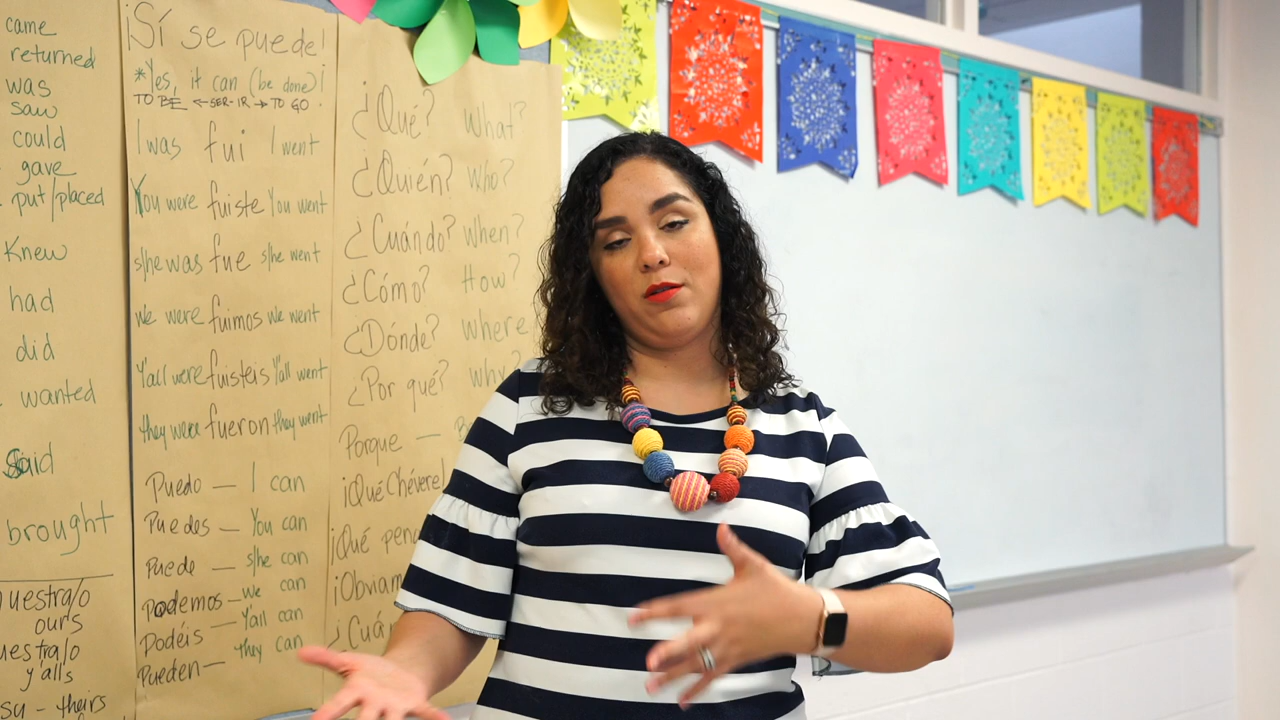 came
returned
was
saw
could
gave
put/placed
Knew
had
did
wanted
said
brought
ours
y'alls
su - theirs
¡Sí se puede!
*Yes, it can (be done)!
TO BE ←SER-IR→TO GO
I was fui I went
You were fuiste You went
s/he was fue s/he went
we were fuimos we went
Y'all were fuisteis Y'all went
they were fueron they went
Puedo — I can
Puedes — You can
Puede — s/he can
Podemos — we can
Podéis — Y'all can
Pueden — they can
¿Qué? What?
¿Quién? Who?
¿Cuándo? When?
¿Cómo? How?
¿Dónde? where
¿Por qué? why
Porque —
¡Qué Chévere!
¡Qué